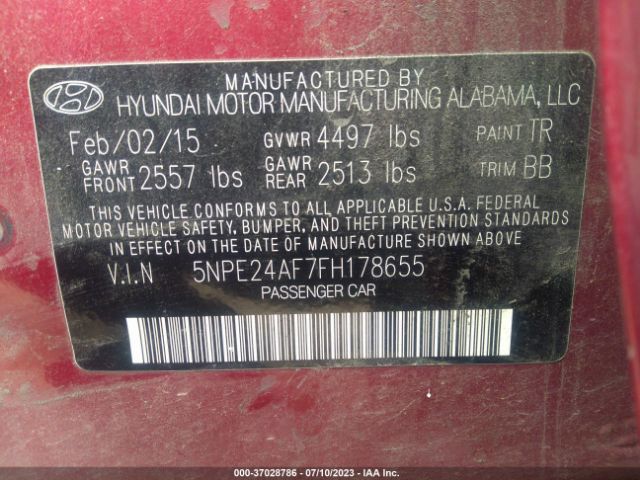 MANUFACTURED BY
HYUNDAI MOTOR MANUFACTURING ALABAMA, LLC
Feb/02/15 GVWR 4497 lbs PAINT TR
GAWR FRONT 2557 lbs GAWR REAR 2513 lbs TRIM BB
THIS VEHICLE CONFORMS TO ALL APPLICABLE U.S.A. FEDERAL
MOTOR VEHICLE SAFETY, BUMPER, AND THEFT PREVENTION STANDARDS
IN EFFECT ON THE DATE OF MANUFACTURE SHOWN ABOVE.
V.I.N 5NPE24AF7FH178655
PASSENGER CAR
000-37028786 - 07/10/2023 - IAA Inc.